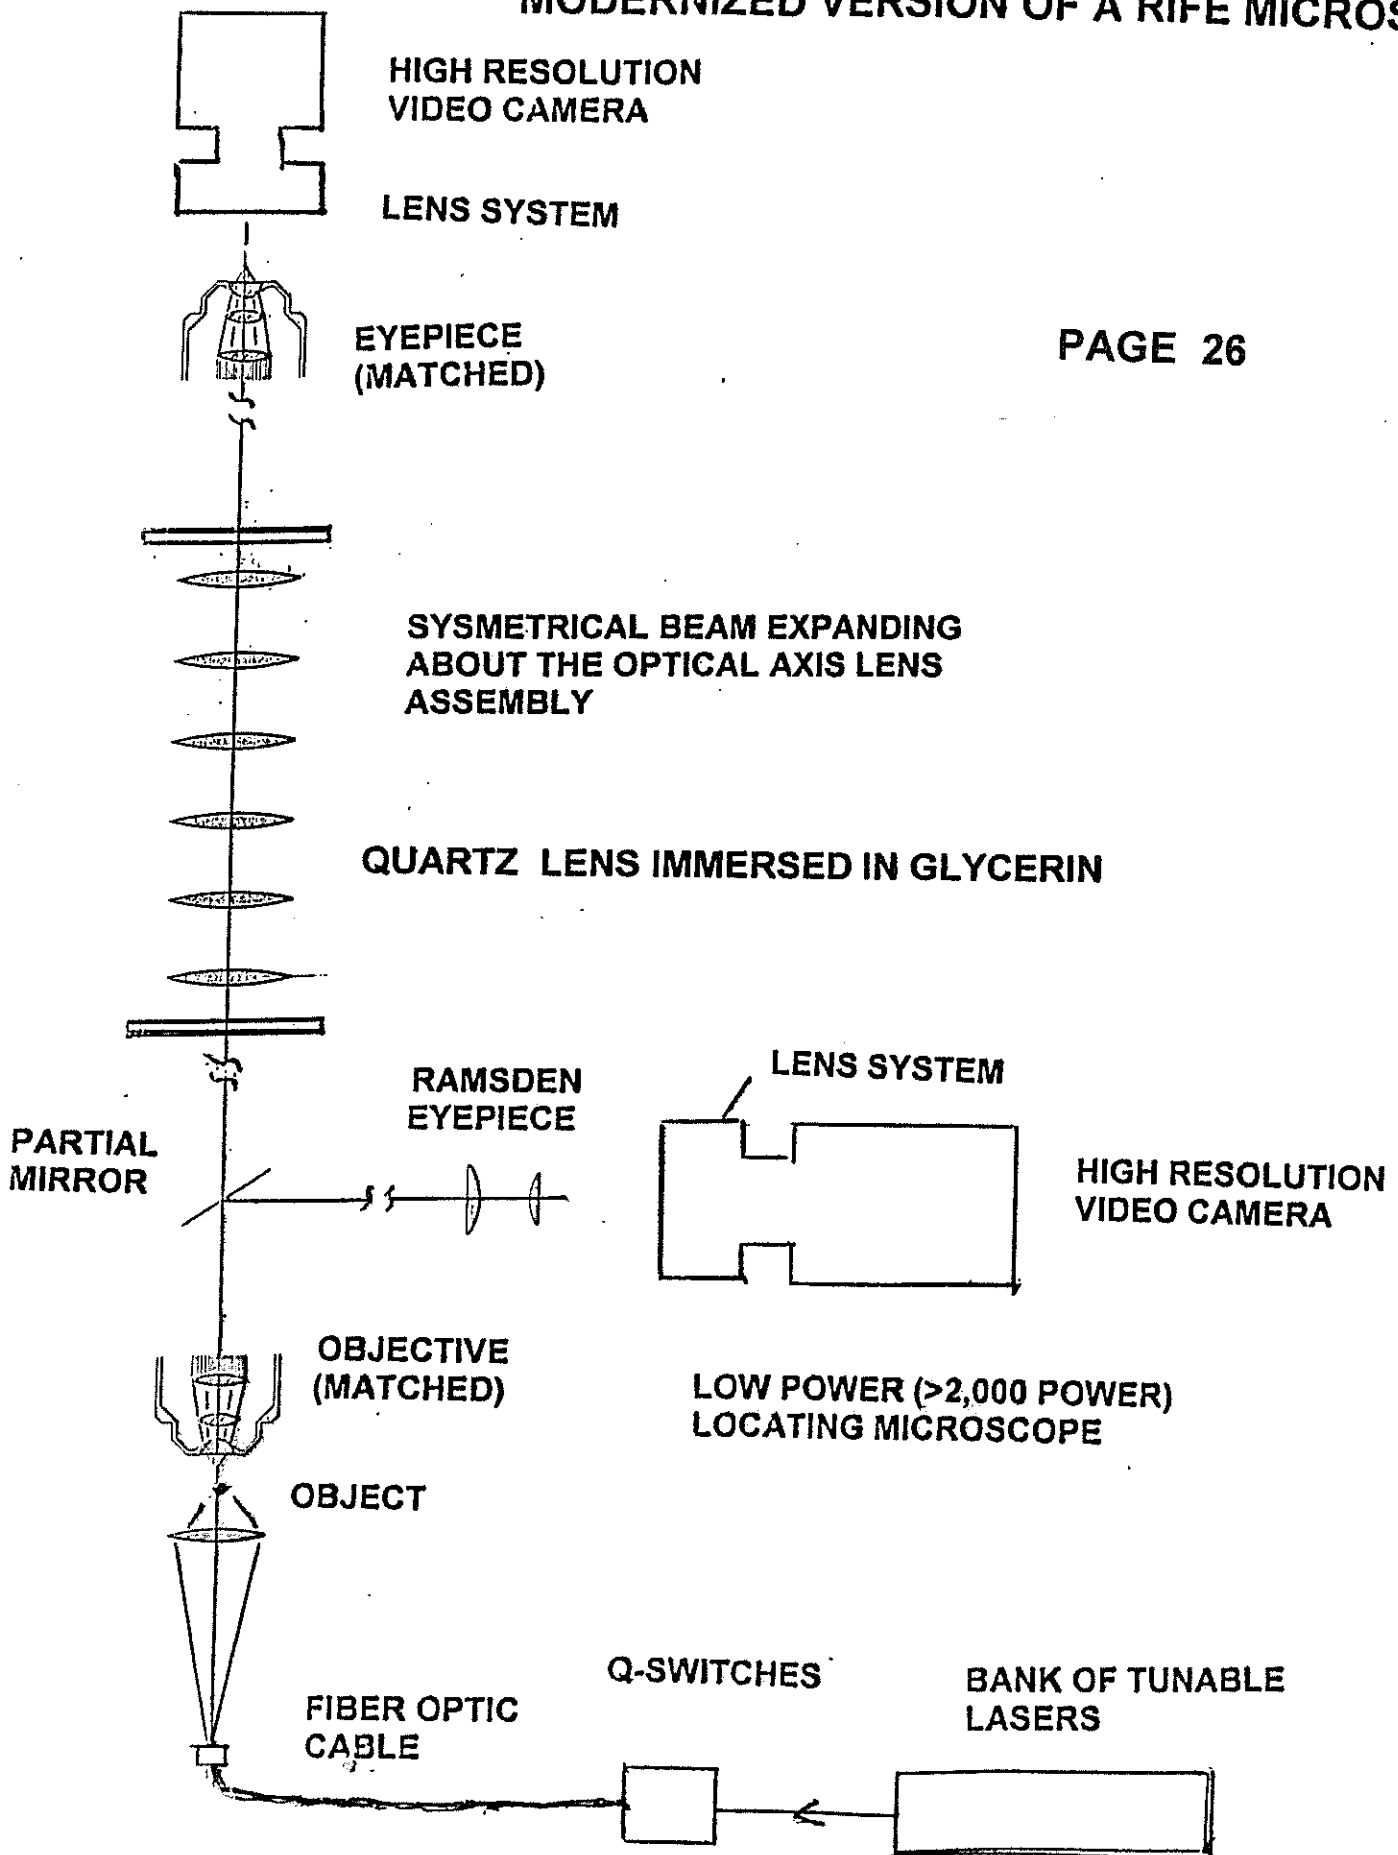 MODERNIZED VERSION OF A RIFE
HIGH RESOLUTION
VIDEO CAMERA
LENS SYSTEM
EYEPIECE
(MATCHED)
PAGE 26
SYSMETRICAL BEAM EXPANDING
ABOUT THE OPTICAL AXIS LENS
ASSEMBLY
QUARTZ LENS IMMERSED IN GLYCERIN
LENS SYSTEM
RAMSDEN
EYEPIECE
PARTIAL
MIRROR
HIGH RESOLUTION
VIDEO CAMERA
OBJECTIVE
(MATCHED)
LOW POWER (>2,000 POWER)
LOCATING MICROSCOPE
OBJECT
Q-SWITCHES
BANK OF TUNABLE
LASERS
FIBER OPTIC
CABLE